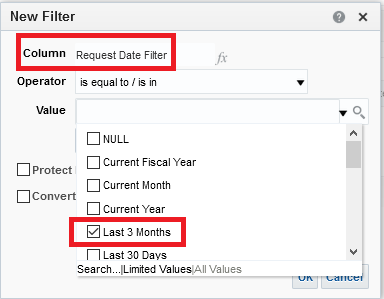 New Filter
Column Request Date Filter fx
Operator is equal to / is in
Value
NULL
Current Fiscal Year
Current Month
Current Year
Last 3 Months
Last 30 Days
Protect
Convert
Search...|Limited Values|All Values
OK Cancel